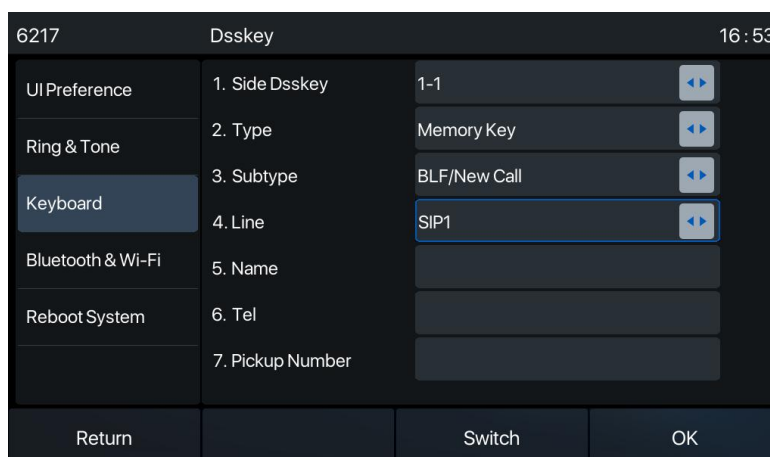 6217 Dsskey 16:53
UI Preference
Ring & Tone
Keyboard
Bluetooth & Wi-Fi
Reboot System
1. Side Dsskey 1-1
2. Type Memory Key
3. Subtype BLF/New Call
4. Line SIP1
5. Name
6. Tel
7. Pickup Number
Return Switch OK